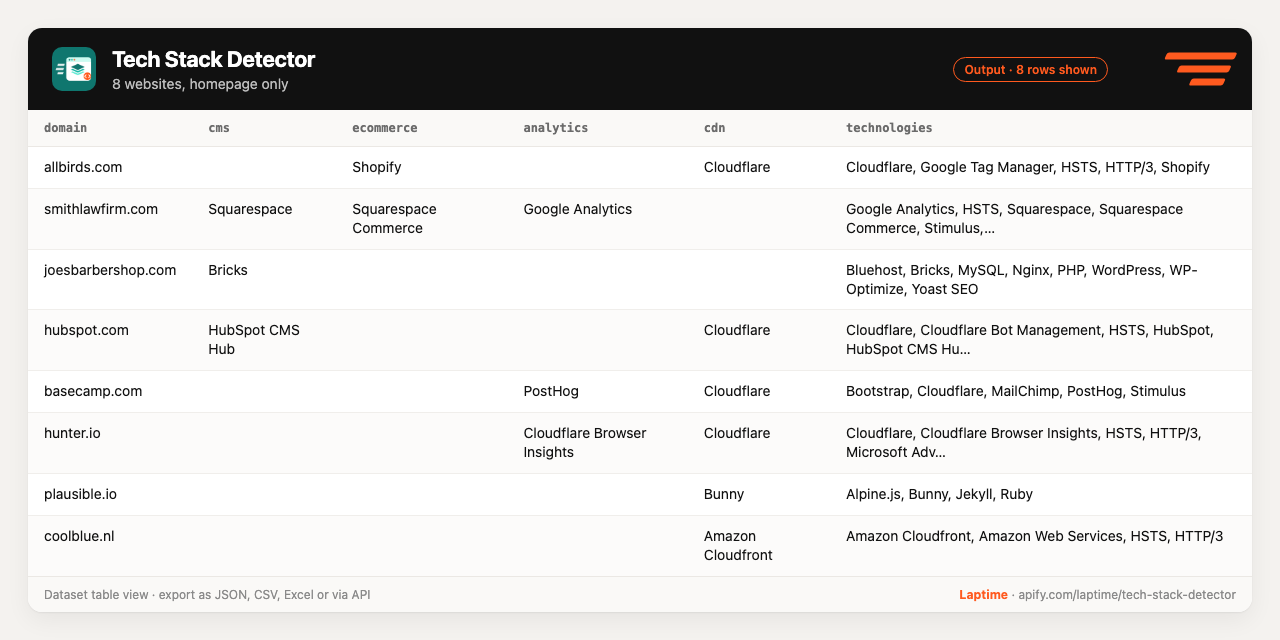 Tech Stack Detector
8 websites, homepage only
Output · 8 rows shown
domain cms ecommerce analytics cdn technologies
allbirds.com Shopify Cloudflare Cloudflare, Google Tag Manager, HSTS, HTTP/3, Shopify
smithlawfirm.com Squarespace Squarespace Google Analytics Google Analytics, HSTS, Squarespace, Squarespace
Commerce Commerce, Stimulus,...
joesbarbershop.com Bricks Bluehost, Bricks, MySQL, Nginx, PHP, WordPress, WP-
Optimize, Yoast SEO
hubspot.com HubSpot CMS Cloudflare Cloudflare, Cloudflare Bot Management, HSTS, HubSpot,
Hub HubSpot CMS Hu...
basecamp.com PostHog Cloudflare Bootstrap, Cloudflare, MailChimp, PostHog, Stimulus
hunter.io Cloudflare Browser Cloudflare Cloudflare, Cloudflare Browser Insights, HSTS, HTTP/3,
Insights Microsoft Adv...
plausible.io Bunny Alpine.js, Bunny, Jekyll, Ruby
coolblue.nl Amazon Amazon Cloudfront, Amazon Web Services, HSTS, HTTP/3
Cloudfront
Dataset table view · export as JSON, CSV, Excel or via API
Laptime · apify.com/laptime/tech-stack-detector